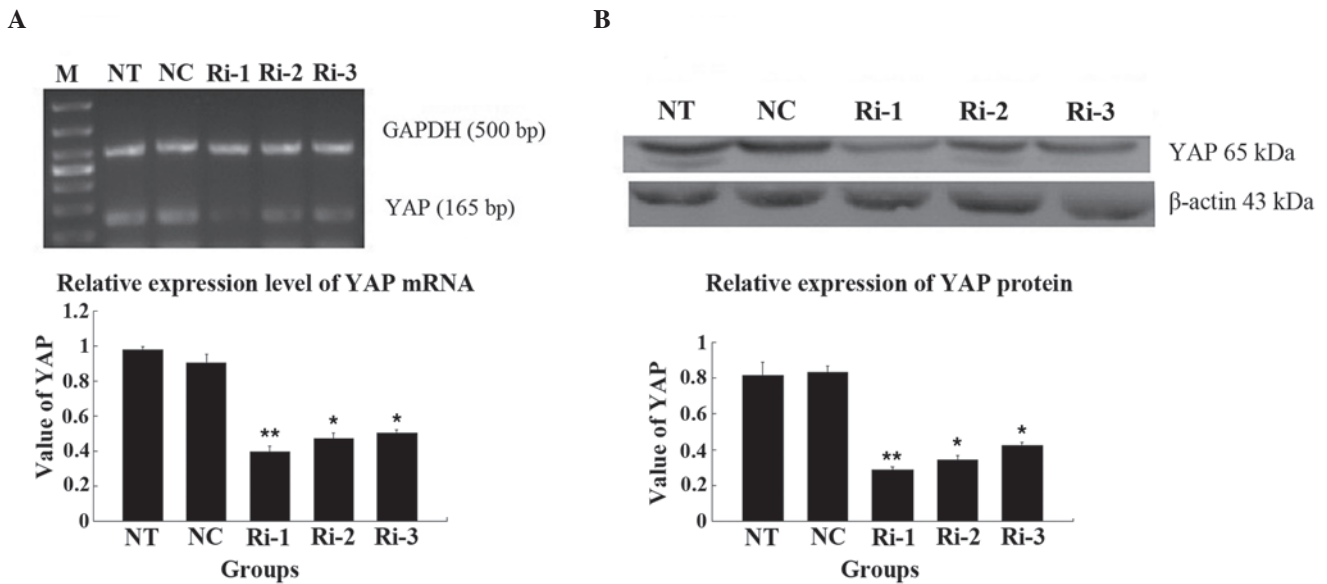 A
M NT NC Ri-1 Ri-2 Ri-3
GAPDH (500 bp)
YAP (165 bp)
Relative expression level of YAP mRNA
1.2
1
0.8
0.6
0.4
0.2
0
Value of YAP
** * *
NT NC Ri-1 Ri-2 Ri-3
Groups
B
NT NC Ri-1 Ri-2 Ri-3
YAP 65 kDa
β-actin 43 kDa
Relative expression of YAP protein
1
0.8
0.6
0.4
0.2
0
Value of YAP
** * *
NT NC Ri-1 Ri-2 Ri-3
Groups